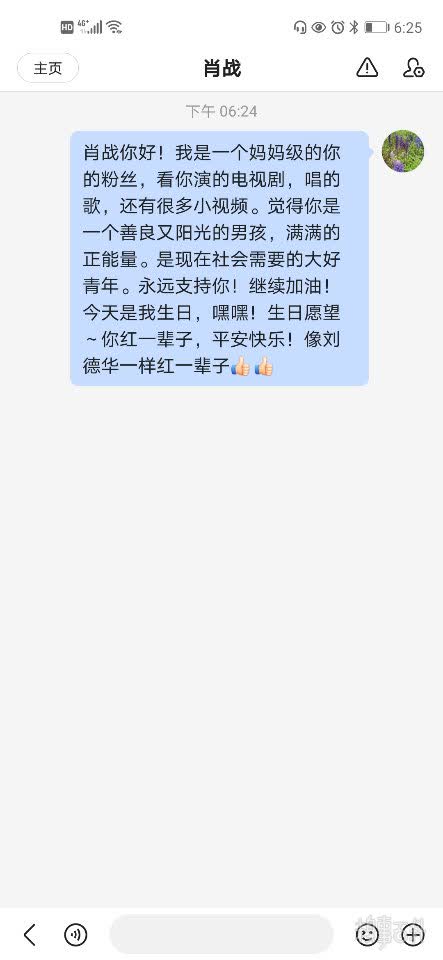 HD 4G+ 6:25
主页 肖战
下午 06:24
肖战你好！我是一个妈妈级的你
的粉丝，看你演的电视剧，唱的
歌，还有很多小视频。觉得你是
一个善良又阳光的男孩，满满的
正能量。是现在社会需要的大好
青年。永远支持你！继续加油！
今天是我生日，嘿嘿！生日愿望
～你红一辈子，平安快乐！像刘
德华一样红一辈子👍👍